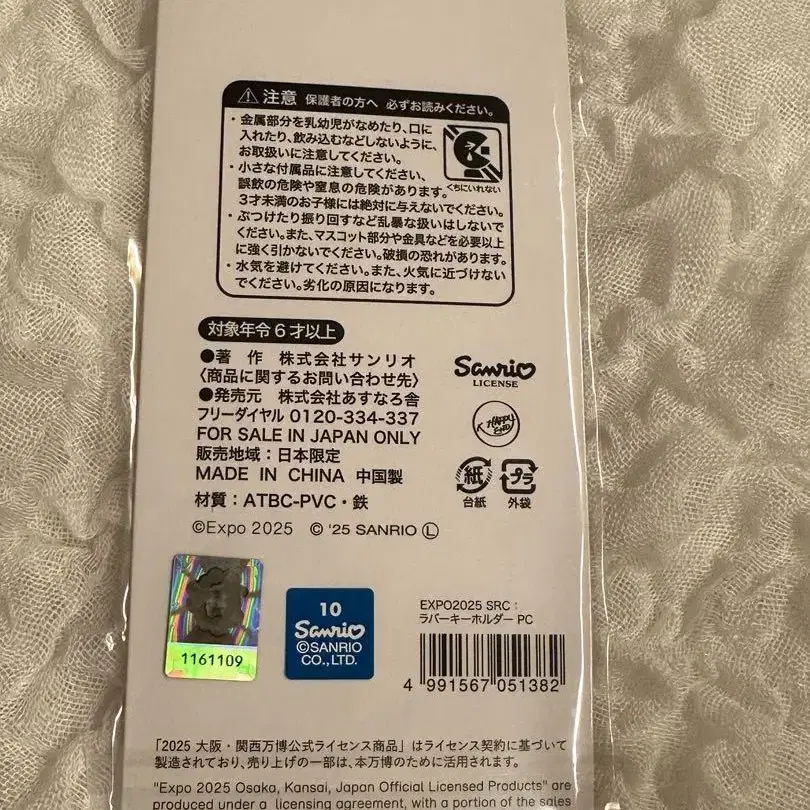 ⚠注意 保護者の方へ 必ずお読みください。
・金属部分を乳幼児がなめたり、口に
入れたり、飲み込むなどしないように、
お取扱いに注意してください。
・小さな付属品に注意してください、
誤飲の危険や窒息の危険があります。
3才未満のお子様には絶対に与えないでください。
くちにいれない
・ぶつけたり振り回すなど乱暴な扱いはしないで
ください。また、マスコット部分や金具などを必要以上
に強く引かないでください。破損の恐れがあります。
・水気を避けてください。また、火気に近づけない
でください。劣化の原因になります。
対象年令6才以上
●著 作 株式会社サンリオ
〈商品に関するお問い合わせ先〉
●発売元 株式会社あすなろ舎
フリーダイヤル 0120-334-337
FOR SALE IN JAPAN ONLY
販売地域：日本限定
MADE IN CHINA 中国製
材質：ATBC-PVC・鉄
©Expo 2025 © '25 SANRIO Ⓛ
Sanrio
LICENSE
HAPPY
END
紙
台紙
プラ
外袋
1161109
10
Sanrio
©SANRIO
CO.,LTD.
EXPO2025 SRC：
ラバーキーホルダー PC
4 991567 051382
「2025 大阪・関西万博公式ライセンス商品」はライセンス契約に基づいて
製造されており、売り上げの一部は、本万博のために活用されます。
"Expo 2025 Osaka, Kansai, Japan Official Licensed Products" are
produced under a licensing agreement, with a portion of the sales